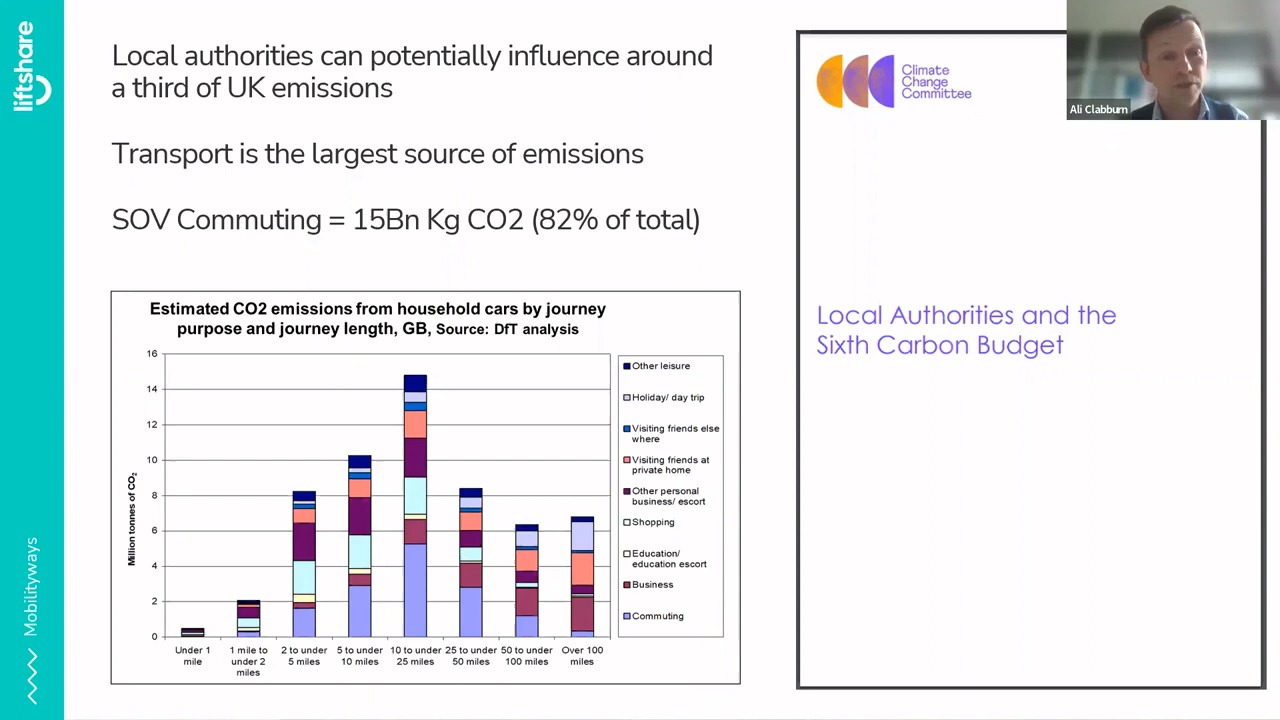 liftshare
Mobilityways
Local authorities can potentially influence around
a third of UK emissions
Transport is the largest source of emissions
SOV Commuting = 15Bn Kg CO2 (82% of total)
Estimated CO2 emissions from household cars by journey
purpose and journey length, GB, Source: DfT analysis
Million tonnes of CO₂
16
14
12
10
8
6
4
2
0
Under 1
mile
1 mile to
under 2
miles
2 to under
5 miles
5 to under
10 miles
10 to under
25 miles
25 to under
50 miles
50 to under
100 miles
Over 100
miles
Other leisure
Holiday/ day trip
Visiting friends else
where
Visiting friends at
private home
Other personal
business/ escort
Shopping
Education/
education escort
Business
Commuting
Climate
Change
Committee
Local Authorities and the
Sixth Carbon Budget
Ali Clabburn